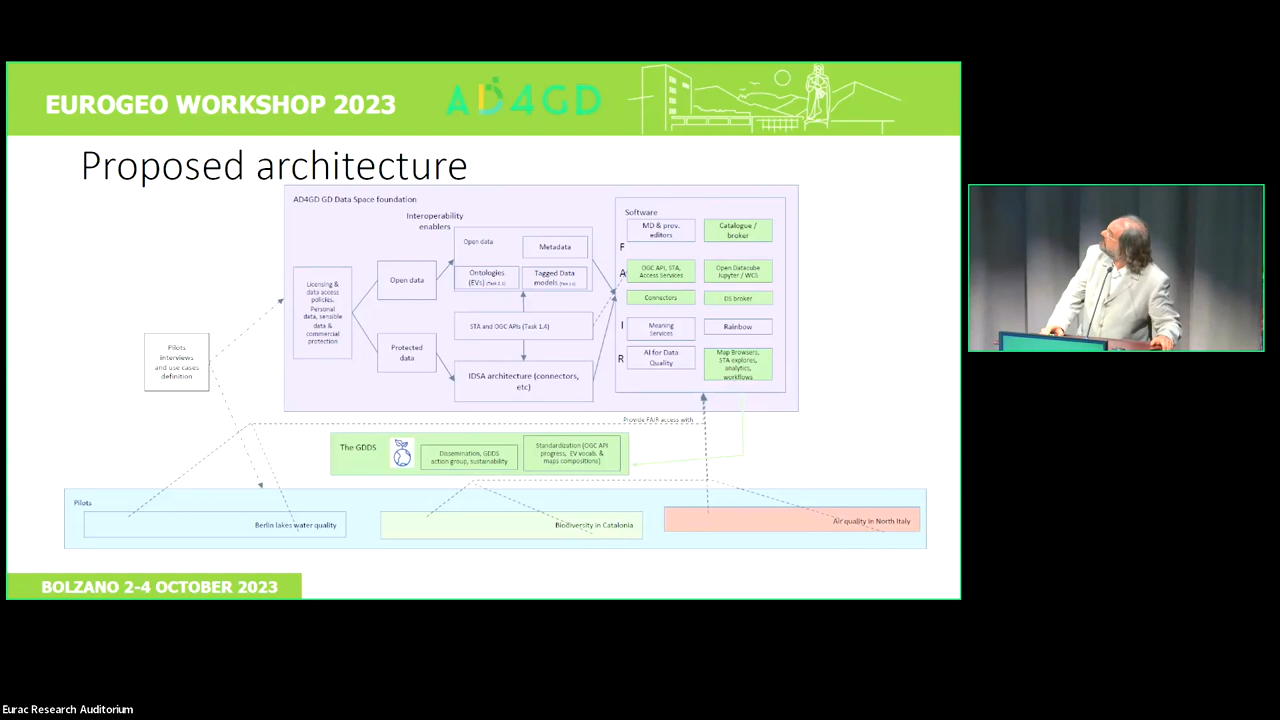 EUROGEO WORKSHOP 2023
AD4GD
Proposed architecture
AD4GD GD Data Space foundation
Interoperability
enablers
Open data
Metadata
Ontologies
(EVs) (Task 2.1)
Tagged Data
models
STA and OGC APIs (Task 1.4)
IDSA architecture (connectors,
etc)
Licensing &
data access
policies.
Personal
data, sensible
data &
commercial
protection
Open data
Protected
data
Software
F
A
I
R
MD & prov.
editors
Catalogue /
broker
OGC API, STA,
Access Services
Open Datacube
Jupyter / WCS
Connectors
DS broker
Meaning
Services
Rainbow
AI for Data
Quality
Map Browsers,
STA explores,
analytics,
workflows
Pilots
interviews
and use cases
definition
Provide FAIR access with
The GDDS
Dissemination, GDDS
action group, sustainability
Standardization (OGC API
progress, EV vocab. &
maps compositions)
Pilots
Berlin lakes water quality
Biodiversity in Catalonia
Air quality in North Italy
BOLZANO 2-4 OCTOBER 2023
Eurac Research Auditorium